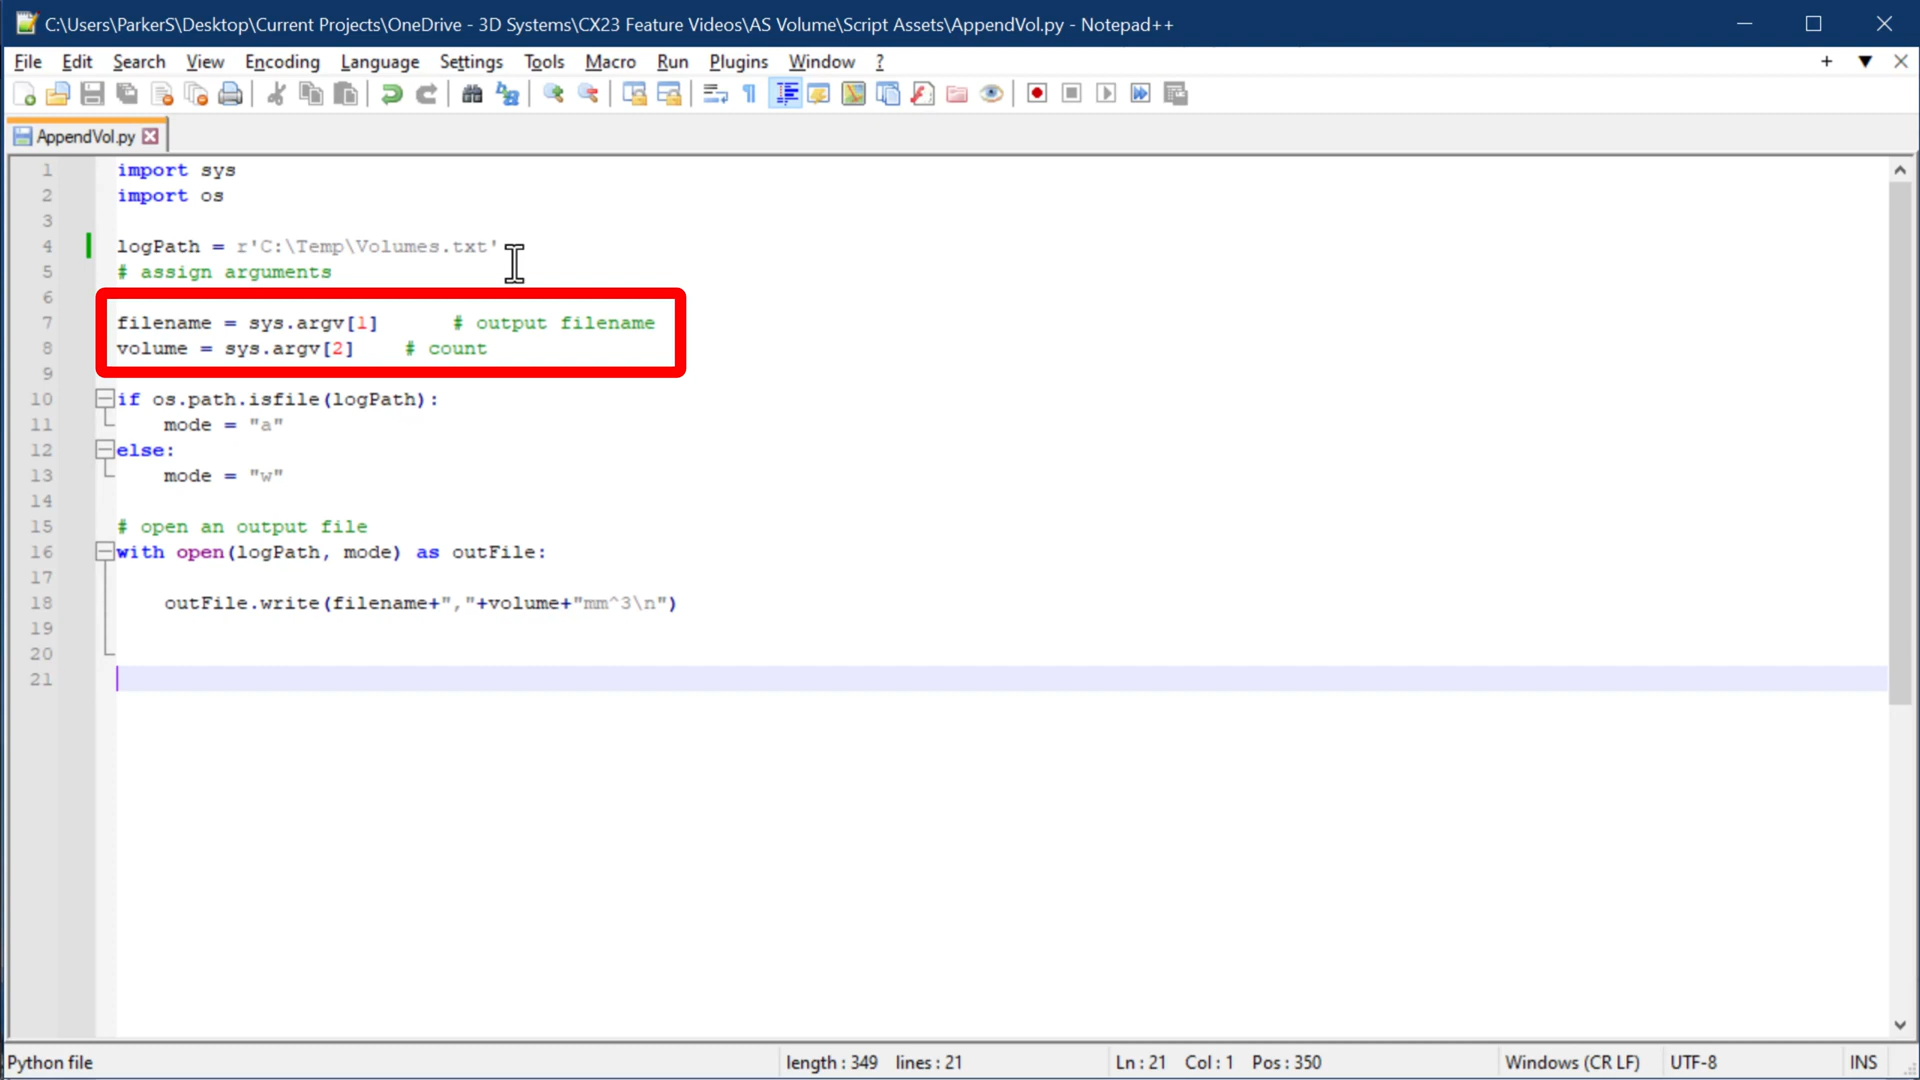 C:\Users\ParkerS\Desktop\Current Projects\OneDrive - 3D Systems\CX23 Feature Videos\AS Volume\Script Assets\AppendVol.py - Notepad++
File Edit Search View Encoding Language Settings Tools Macro Run Plugins Window ?
AppendVol.py
1 import sys
2 import os
3
4 logPath = r'C:\Temp\Volumes.txt'
5 # assign arguments
6
7 filename = sys.argv[1] # output filename
8 volume = sys.argv[2] # count
9
10 if os.path.isfile(logPath):
11 mode = "a"
12 else:
13 mode = "w"
14
15 # open an output file
16 with open(logPath, mode) as outFile:
17
18 outFile.write(filename+","+volume+"mm^3\n")
19
20
21
Python file length : 349 lines : 21 Ln : 21 Col : 1 Pos : 350 Windows (CR LF) UTF-8 INS